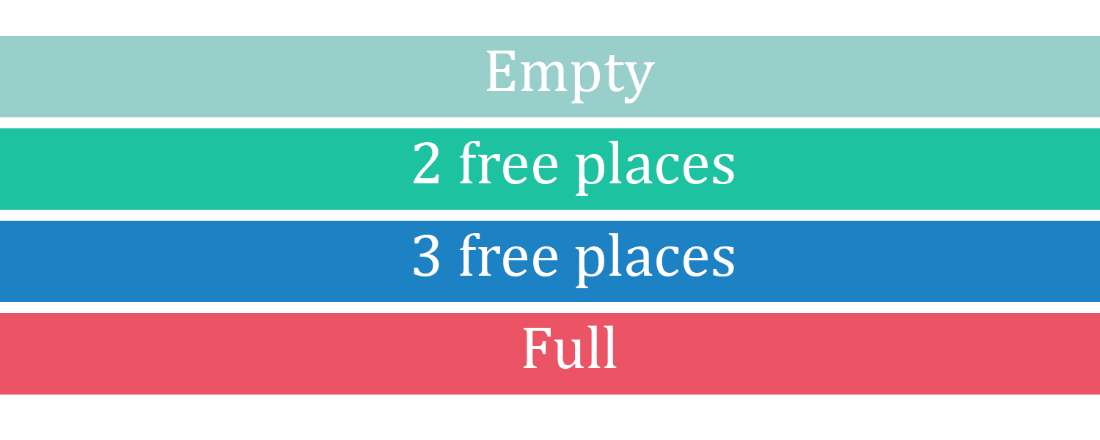 Empty
2 free places
3 free places
Full